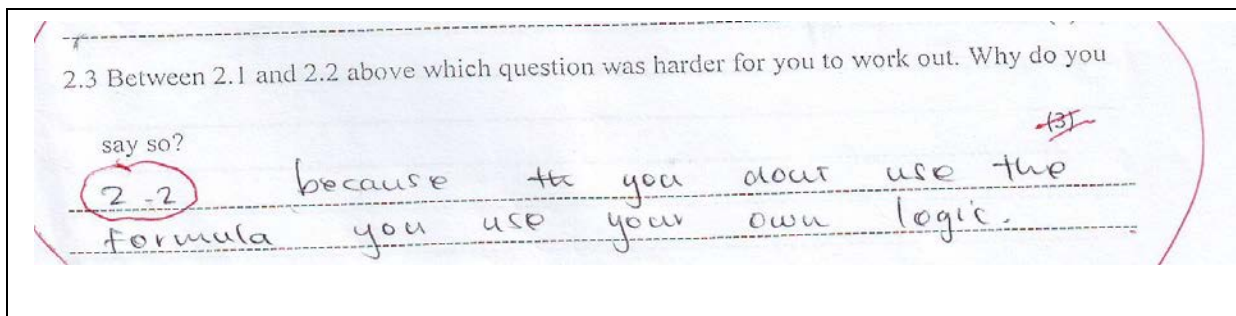 2.3 Between 2.1 and 2.2 above which question was harder for you to work out. Why do you
say so?
(3)
2.2 because you dout use the
formula you use your own logic.